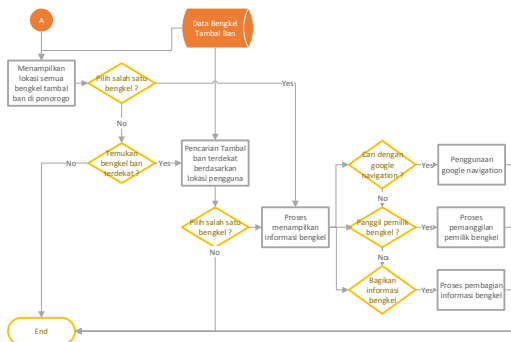 A
Data Bengkel
Tambal Ban
Menampilkan
lokasi semua
bengkel tambal
ban di ponorogo
Pilih salah satu
bengkel ?
Yes
No
Temukan
bengkel ban
terdekat ?
No
Yes
Pencarian Tambal
ban terdekat
berdasarkan
lokasi pengguna
Pilih salah satu
bengkel ?
No
Proses
menampilkan
informasi bengkel
Cari dengan
google
navigation ?
Yes
Penggunaan
google navigation
No
Panggil pemilik
bengkel ?
Yes
Proses
pemanggilan
pemilik bengkel
No
Bagikan
informasi
bengkel
Yes
Proses pembagian
informasi bengkel
End